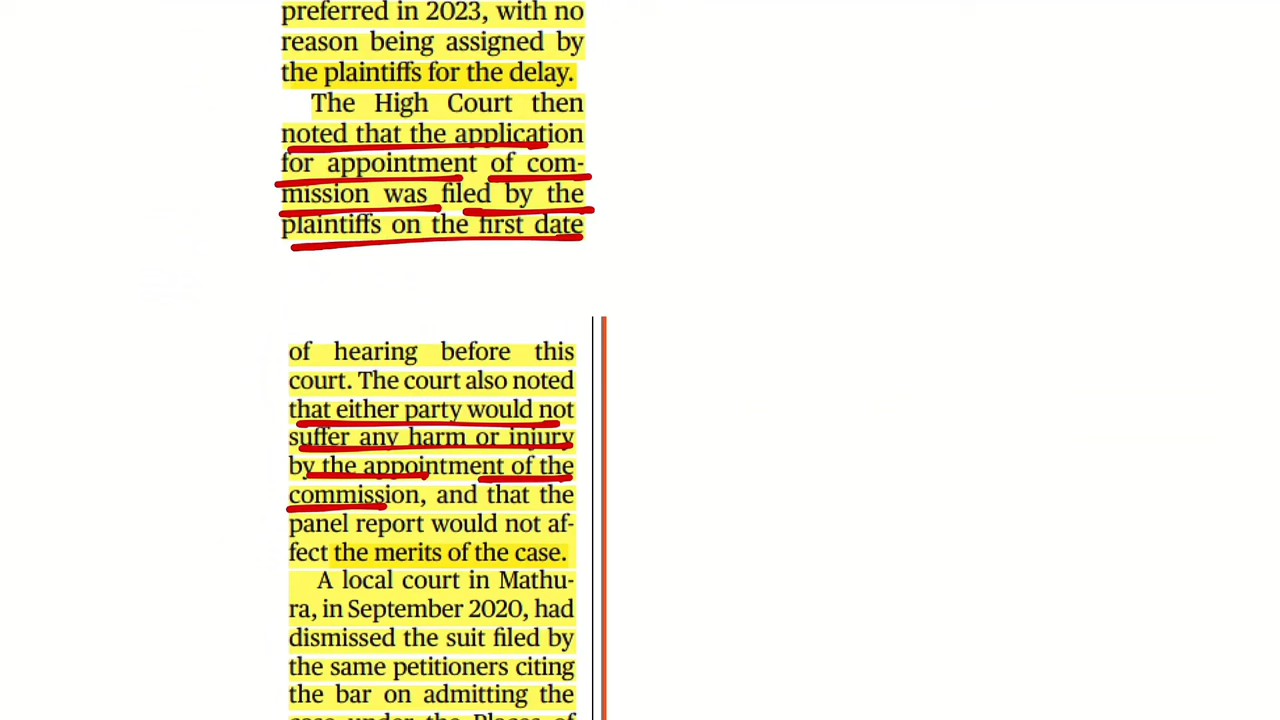 preferred in 2023, with no
reason being assigned by
the plaintiffs for the delay.
The High Court then
noted that the application
for appointment of com-
mission was filed by the
plaintiffs on the first date
of hearing before this
court. The court also noted
that either party would not
suffer any harm or injury
by the appointment of the
commission, and that the
panel report would not af-
fect the merits of the case.
A local court in Mathu-
ra, in September 2020, had
dismissed the suit filed by
the same petitioners citing
the bar on admitting the
case under the Places of